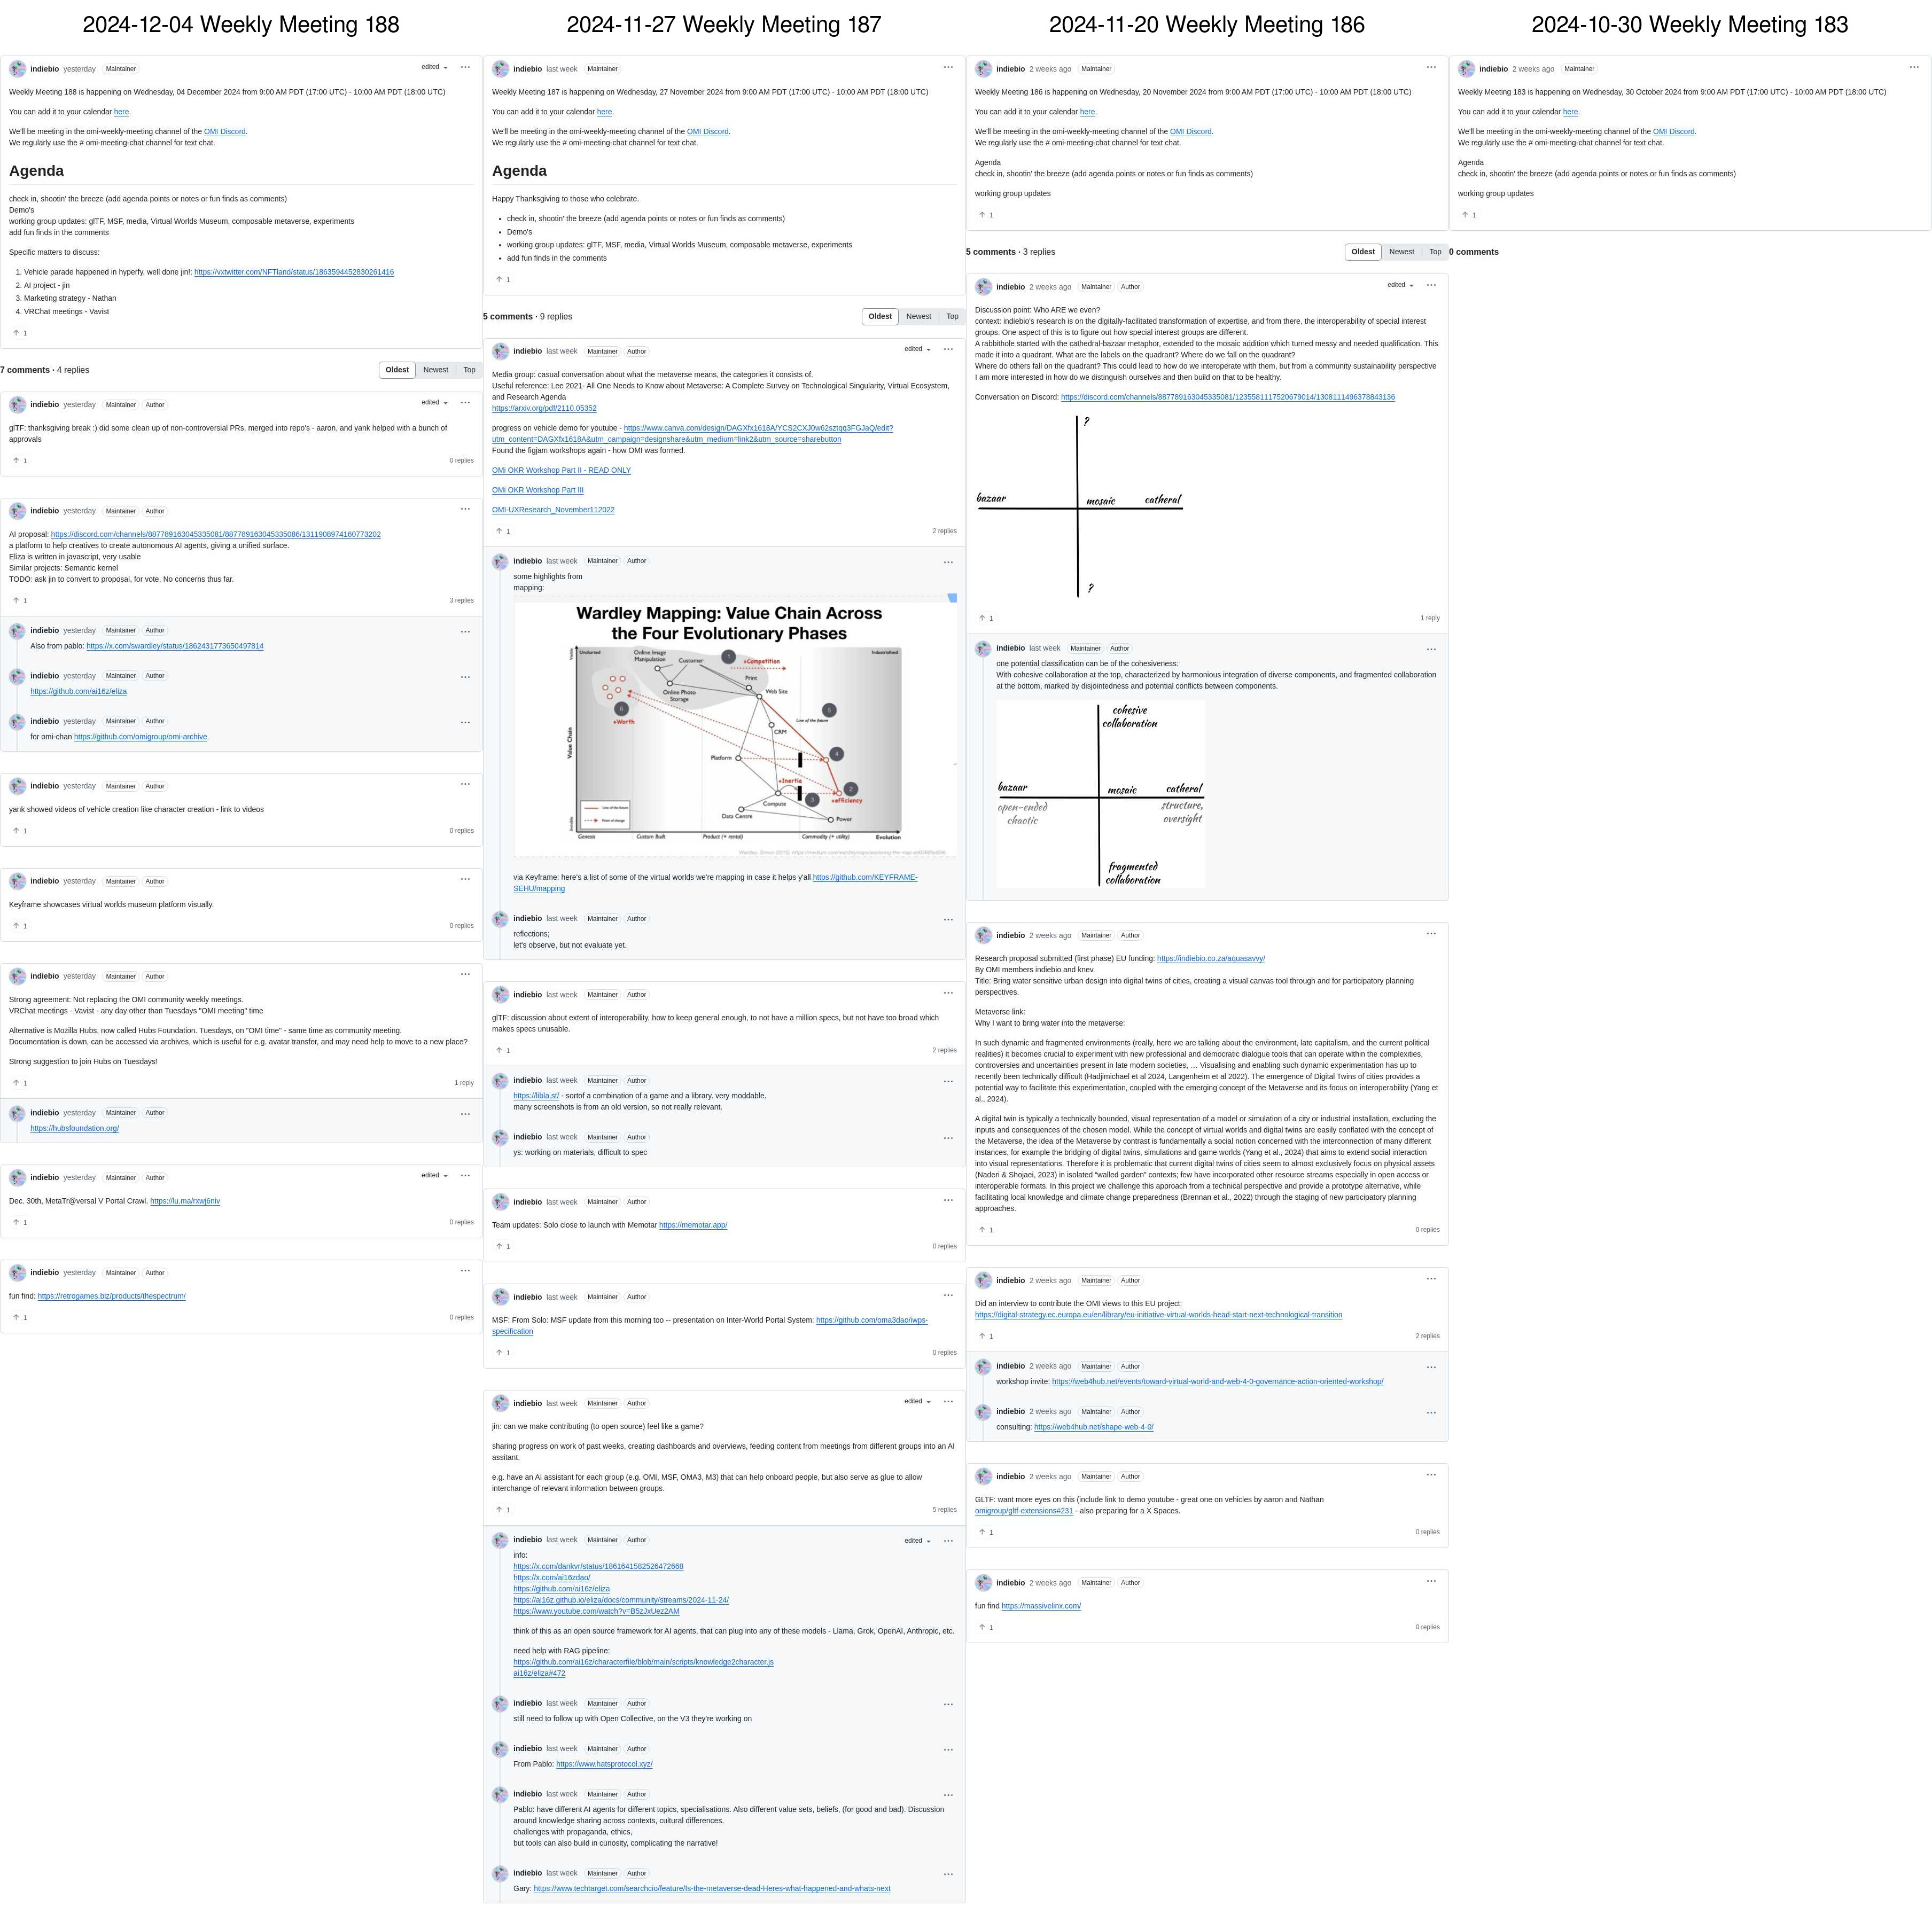 2024-12-04 Weekly Meeting 188
indiebio yesterday Maintainer edited
Weekly Meeting 188 is happening on Wednesday, 04 December 2024 from 9:00 AM PDT (17:00 UTC) - 10:00 AM PDT (18:00 UTC)
You can add it to your calendar here.
We'll be meeting in the omi-weekly-meeting channel of the OMI Discord.
We regularly use the # omi-meeting-chat channel for text chat.
Agenda
check in, shootin' the breeze (add agenda points or notes or fun finds as comments)
Demo's
working group updates: glTF, MSF, media, Virtual Worlds Museum, composable metaverse, experiments
add fun finds in the comments
Specific matters to discuss:
1. Vehicle parade happened in hyperfy, well done jin!: https://vxtwitter.com/NFTland/status/1863594452830261416
2. AI project - jin
3. Marketing strategy - Nathan
4. VRChat meetings - Vavist
1
7 comments · 4 replies Oldest Newest Top
indiebio yesterday Maintainer Author edited
glTF: thanksgiving break :) did some clean up of non-controversial PRs, merged into repo's - aaron, and yank helped with a bunch of
approvals
1 0 replies
indiebio yesterday Maintainer Author
AI proposal: https://discord.com/channels/887789163045335081/887789163045335086/1311908974160773202
a platform to help creatives to create autonomous AI agents, giving a unified surface.
Eliza is written in javascript, very usable
Similar projects: Semantic kernel
TODO: ask jin to convert to proposal, for vote. No concerns thus far.
1 3 replies
indiebio yesterday Maintainer Author
Also from pablo: https://x.com/swardley/status/1862431773650497814
indiebio yesterday Maintainer Author
https://github.com/ai16z/eliza
indiebio yesterday Maintainer Author
for omi-chan https://github.com/omigroup/omi-archive
indiebio yesterday Maintainer Author
yank showed videos of vehicle creation like character creation - link to videos
1 0 replies
indiebio yesterday Maintainer Author
Keyframe showcases virtual worlds museum platform visually.
1 0 replies
indiebio yesterday Maintainer Author
Strong agreement: Not replacing the OMI community weekly meetings.
VRChat meetings - Vavist - any day other than Tuesdays "OMI meeting" time
Alternative is Mozilla Hubs, now called Hubs Foundation. Tuesdays, on "OMI time" - same time as community meeting.
Documentation is down, can be accessed via archives, which is useful for e.g. avatar transfer, and may need help to move to a new place?
Strong suggestion to join Hubs on Tuesdays!
1 1 reply
indiebio yesterday Maintainer Author
https://hubsfoundation.org/
indiebio yesterday Maintainer Author edited
Dec. 30th, MetaTr@versal V Portal Crawl, https://lu.ma/rxwj6niv
1 0 replies
indiebio yesterday Maintainer Author
fun find: https://retrogames.biz/products/thespectrum/
1 0 replies
2024-11-27 Weekly Meeting 187
indiebio last week Maintainer
Weekly Meeting 187 is happening on Wednesday, 27 November 2024 from 9:00 AM PDT (17:00 UTC) - 10:00 AM PDT (18:00 UTC)
You can add it to your calendar here.
We'll be meeting in the omi-weekly-meeting channel of the OMI Discord.
We regularly use the # omi-meeting-chat channel for text chat.
Agenda
Happy Thanksgiving to those who celebrate.
• check in, shootin' the breeze (add agenda points or notes or fun finds as comments)
• Demo's
• working group updates: glTF, MSF, media, Virtual Worlds Museum, composable metaverse, experiments
• add fun finds in the comments
1
5 comments · 9 replies Oldest Newest Top
indiebio last week Maintainer Author edited
Media group: casual conversation about what the metaverse means, the categories it consists of.
Useful reference: Lee 2021- All One Needs to Know about Metaverse: A Complete Survey on Technological Singularity, Virtual Ecosystem,
and Research Agenda
https://arxiv.org/pdf/2110.05352
progress on vehicle demo for youtube - https://www.canva.com/design/DAGXfx1618A/YCS2CXJ0w62sztqq3FGJaQ/edit?
utm_content=DAGXfx1618A&utm_campaign=designshare&utm_medium=link2&utm_source=sharebutton
Found the figjam workshops again - how OMI was formed.
OMi OKR Workshop Part II - READ ONLY
OMi OKR Workshop Part III
OMI-UXResearch_November112022
1 2 replies
indiebio last week Maintainer Author
some highlights from
mapping:
Wardley Mapping: Value Chain Across
the Four Evolutionary Phases
Visible Uncharted Online Image Manipulation Customer 1 +Competition Industrialised
Online Photo Storage Print Web Site
6 +Worth 5 Line of the future
CRM
Value Chain
Platform 4
+Inertia 2
Compute 3 +efficiency
Line of the future
Point of change
Data Centre Power
Invisible
Genesis Custom Built Product (+ rental) Commodity (+ utility) Evolution
via Keyframe: here's a list of some of the virtual worlds we're mapping in case it helps y'all https://github.com/KEYFRAME-
SEHU/mapping
indiebio last week Maintainer Author
reflections;
let's observe, but not evaluate yet.
indiebio last week Maintainer Author
glTF: discussion about extent of interoperability, how to keep general enough, to not have a million specs, but not have too broad which
makes specs unusable.
1 2 replies
indiebio last week Maintainer Author
https://libla.st/ - sortof a combination of a game and a library. very moddable.
many screenshots is from an old version, so not really relevant.
indiebio last week Maintainer Author
ys: working on materials, difficult to spec
indiebio last week Maintainer Author
Team updates: Solo close to launch with Memotar https://memotar.app/
1 0 replies
indiebio last week Maintainer Author
MSF: From Solo: MSF update from this morning too -- presentation on Inter-World Portal System: https://github.com/oma3dao/iwps-
specification
1 0 replies
indiebio last week Maintainer Author edited
jin: can we make contributing (to open source) feel like a game?
sharing progress on work of past weeks, creating dashboards and overviews, feeding content from meetings from different groups into an AI
assitant.
e.g. have an AI assistant for each group (e.g. OMI, MSF, OMA3, M3) that can help onboard people, but also serve as glue to allow
interchange of relevant information between groups.
1 5 replies
indiebio last week Maintainer Author edited
info:
https://x.com/dankvr/status/1861641582526472668
https://x.com/ai16zdao/
https://github.com/ai16z/eliza
https://ai16z.github.io/eliza/docs/community/streams/2024-11-24/
https://www.youtube.com/watch?v=B5zJxUez2AM
think of this as an open source framework for AI agents, that can plug into any of these models - Llama, Grok, OpenAI, Anthropic, etc.
need help with RAG pipeline:
https://github.com/ai16z/characterfile/blob/main/scripts/knowledge2character.js
ai16z/eliza#472
indiebio last week Maintainer Author
still need to follow up with Open Collective, on the V3 they're working on
indiebio last week Maintainer Author
From Pablo: https://www.hatsprotocol.xyz/
indiebio last week Maintainer Author
Pablo: have different AI agents for different topics, specialisations. Also different value sets, beliefs, (for good and bad). Discussion
around knowledge sharing across contexts, cultural differences.
challenges with propaganda, ethics,
but tools can also build in curiosity, complicating the narrative!
indiebio last week Maintainer Author
Gary: https://www.techtarget.com/searchcio/feature/Is-the-metaverse-dead-Heres-what-happened-and-whats-next
2024-11-20 Weekly Meeting 186
indiebio 2 weeks ago Maintainer
Weekly Meeting 186 is happening on Wednesday, 20 November 2024 from 9:00 AM PDT (17:00 UTC) - 10:00 AM PDT (18:00 UTC)
You can add it to your calendar here.
We'll be meeting in the omi-weekly-meeting channel of the OMI Discord.
We regularly use the # omi-meeting-chat channel for text chat.
Agenda
check in, shootin' the breeze (add agenda points or notes or fun finds as comments)
working group updates
1
5 comments · 3 replies Oldest Newest Top
indiebio 2 weeks ago Maintainer Author edited
Discussion point: Who ARE we even?
context: indiebio's research is on the digitally-facilitated transformation of expertise, and from there, the interoperability of special interest
groups. One aspect of this is to figure out how special interest groups are different.
A rabbithole started with the cathedral-bazaar metaphor, extended to the mosaic addition which turned messy and needed qualification. This
made it into a quadrant. What are the labels on the quadrant? Where do we fall on the quadrant?
Where do others fall on the quadrant? This could lead to how do we interoperate with them, but from a community sustainability perspective
I am more interested in how do we distinguish ourselves and then build on that to be healthy.
Conversation on Discord: https://discord.com/channels/887789163045335081/1235581117520679014/1308111496378843136
?
bazaar mosaic catheral
?
1 1 reply
indiebio last week Maintainer Author
one potential classification can be of the cohesiveness:
With cohesive collaboration at the top, characterized by harmonious integration of diverse components, and fragmented collaboration
at the bottom, marked by disjointedness and potential conflicts between components.
cohesive
collaboration
bazaar mosaic catheral
open-ended structure,
chaotic oversight
fragmented
collaboration
indiebio 2 weeks ago Maintainer Author
Research proposal submitted (first phase) EU funding: https://indiebio.co.za/aquasavvy/
By OMI members indiebio and knev.
Title: Bring water sensitive urban design into digital twins of cities, creating a visual canvas tool through and for participatory planning
perspectives.
Metaverse link:
Why I want to bring water into the metaverse:
In such dynamic and fragmented environments (really, here we are talking about the environment, late capitalism, and the current political
realities) it becomes crucial to experiment with new professional and democratic dialogue tools that can operate within the complexities,
controversies and uncertainties present in late modern societies, … Visualising and enabling such dynamic experimentation has up to
recently been technically difficult (Hadjimichael et al 2024, Langenheim et al 2022). The emergence of Digital Twins of cities provides a
potential way to facilitate this experimentation, coupled with the emerging concept of the Metaverse and its focus on interoperability (Yang et
al., 2024).
A digital twin is typically a technically bounded, visual representation of a model or simulation of a city or industrial installation, excluding the
inputs and consequences of the chosen model. While the concept of virtual worlds and digital twins are easily conflated with the concept of
the Metaverse, the idea of the Metaverse by contrast is fundamentally a social notion concerned with the interconnection of many different
instances, for example the bridging of digital twins, simulations and game worlds (Yang et al., 2024) that aims to extend social interaction
into visual representations. Therefore it is problematic that current digital twins of cities seem to almost exclusively focus on physical assets
(Naderi & Shojaei, 2023) in isolated “walled garden” contexts; few have incorporated other resource streams especially in open access or
interoperable formats. In this project we challenge this approach from a technical perspective and provide a prototype alternative, while
facilitating local knowledge and climate change preparedness (Brennan et al., 2022) through the staging of new participatory planning
approaches.
1 0 replies
indiebio 2 weeks ago Maintainer Author
Did an interview to contribute the OMI views to this EU project:
https://digital-strategy.ec.europa.eu/en/library/eu-initiative-virtual-worlds-head-start-next-technological-transition
1 2 replies
indiebio 2 weeks ago Maintainer Author
workshop invite: https://web4hub.net/events/toward-virtual-world-and-web-4-0-governance-action-oriented-workshop/
indiebio 2 weeks ago Maintainer Author
consulting: https://web4hub.net/shape-web-4-0/
indiebio 2 weeks ago Maintainer Author
GLTF: want more eyes on this (include link to demo youtube - great one on vehicles by aaron and Nathan
omigroup/gltf-extensions#231 - also preparing for a X Spaces.
1 0 replies
indiebio 2 weeks ago Maintainer Author
fun find https://massivelinx.com/
1 0 replies
2024-10-30 Weekly Meeting 183
indiebio 2 weeks ago Maintainer
Weekly Meeting 183 is happening on Wednesday, 30 October 2024 from 9:00 AM PDT (17:00 UTC) - 10:00 AM PDT (18:00 UTC)
You can add it to your calendar here.
We'll be meeting in the omi-weekly-meeting channel of the OMI Discord.
We regularly use the # omi-meeting-chat channel for text chat.
Agenda
check in, shootin' the breeze (add agenda points or notes or fun finds as comments)
working group updates
1
0 comments